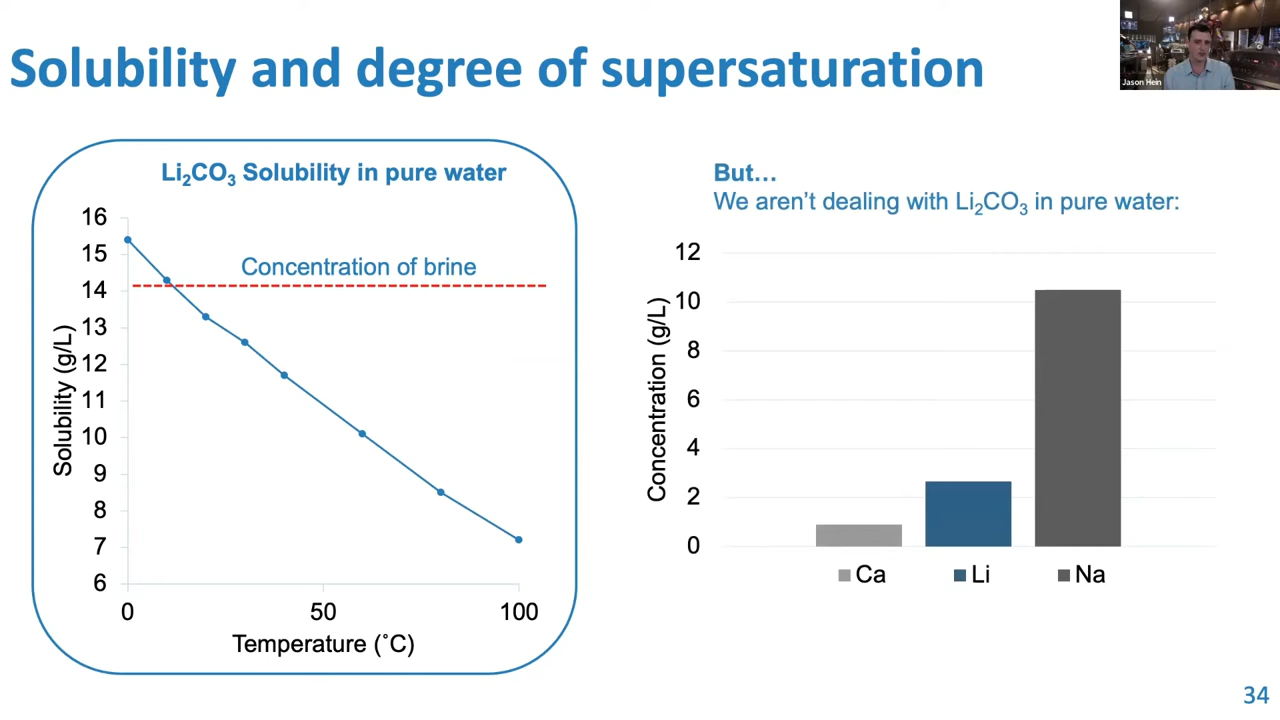 Solubility and degree of supersaturation
Jason Hein
Li₂CO₃ Solubility in pure water
16
15
14
13
12
11
10
9
8
7
6
Solubility (g/L)
Concentration of brine
0
50
100
Temperature (˚C)
But…
We aren’t dealing with Li₂CO₃ in pure water:
12
10
8
6
4
2
0
Concentration (g/L)
Ca
Li
Na
34